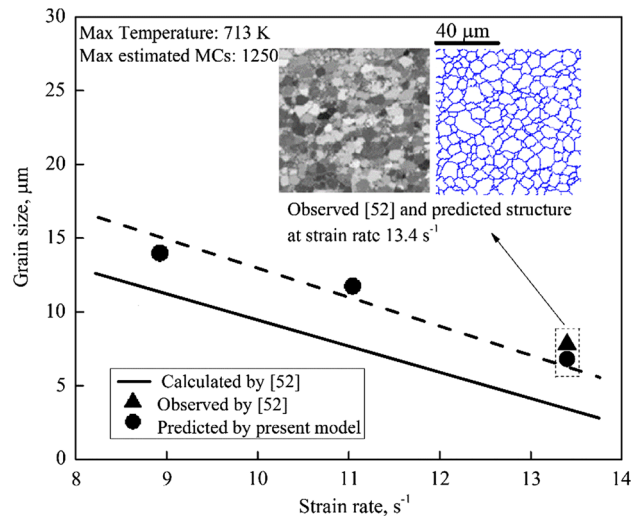 30
25
20
15
10
5
0
Grain size, μm
Max Temperature: 713 K
Max estimated MCs: 1250
40 μm
Observed [52] and predicted structure
at strain rate 13.4 s-1
Calculated by [52]
Observed by [52]
Predicted by present model
8 9 10 11 12 13 14
Strain rate, s-1